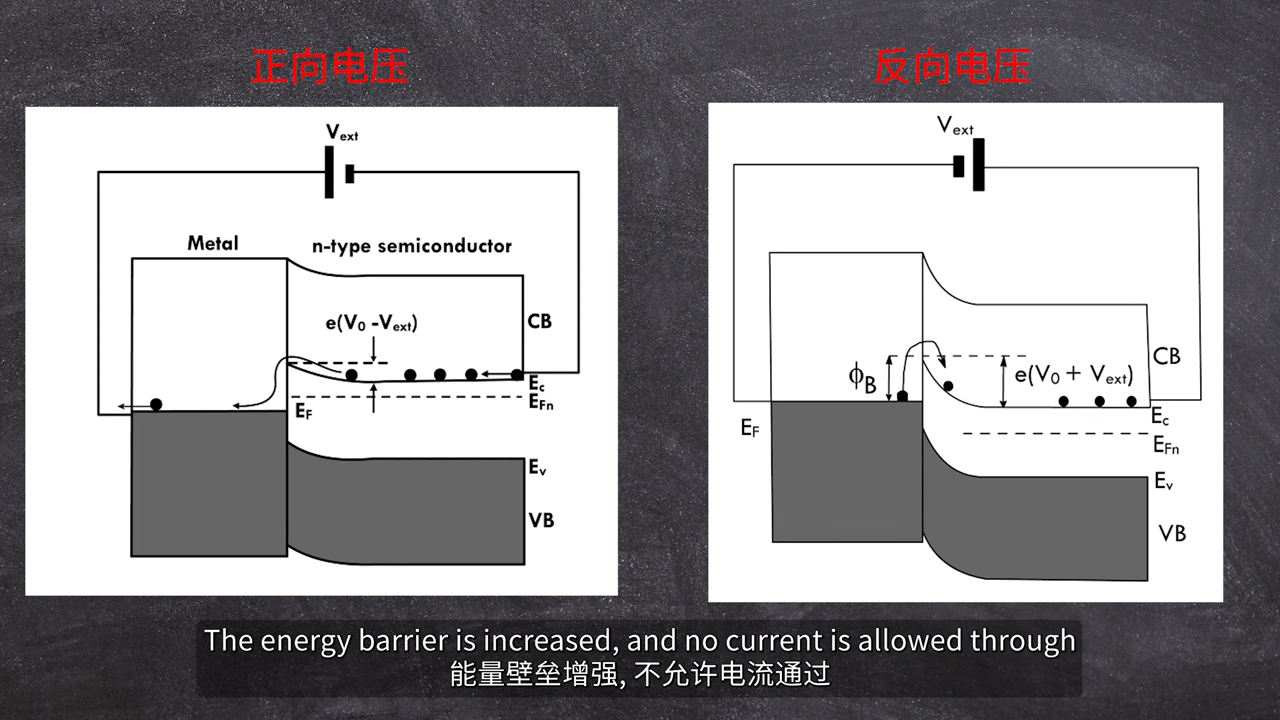 正向电压
反向电压
Vext
Metal
n-type semiconductor
e(V0 -Vext)
CB
Ec
EFn
EF
Ev
VB
Vext
ϕB
e(V0 + Vext)
CB
EF
Ec
EFn
Ev
VB
The energy barrier is increased, and no current is allowed through
能量壁垒增强, 不允许电流通过